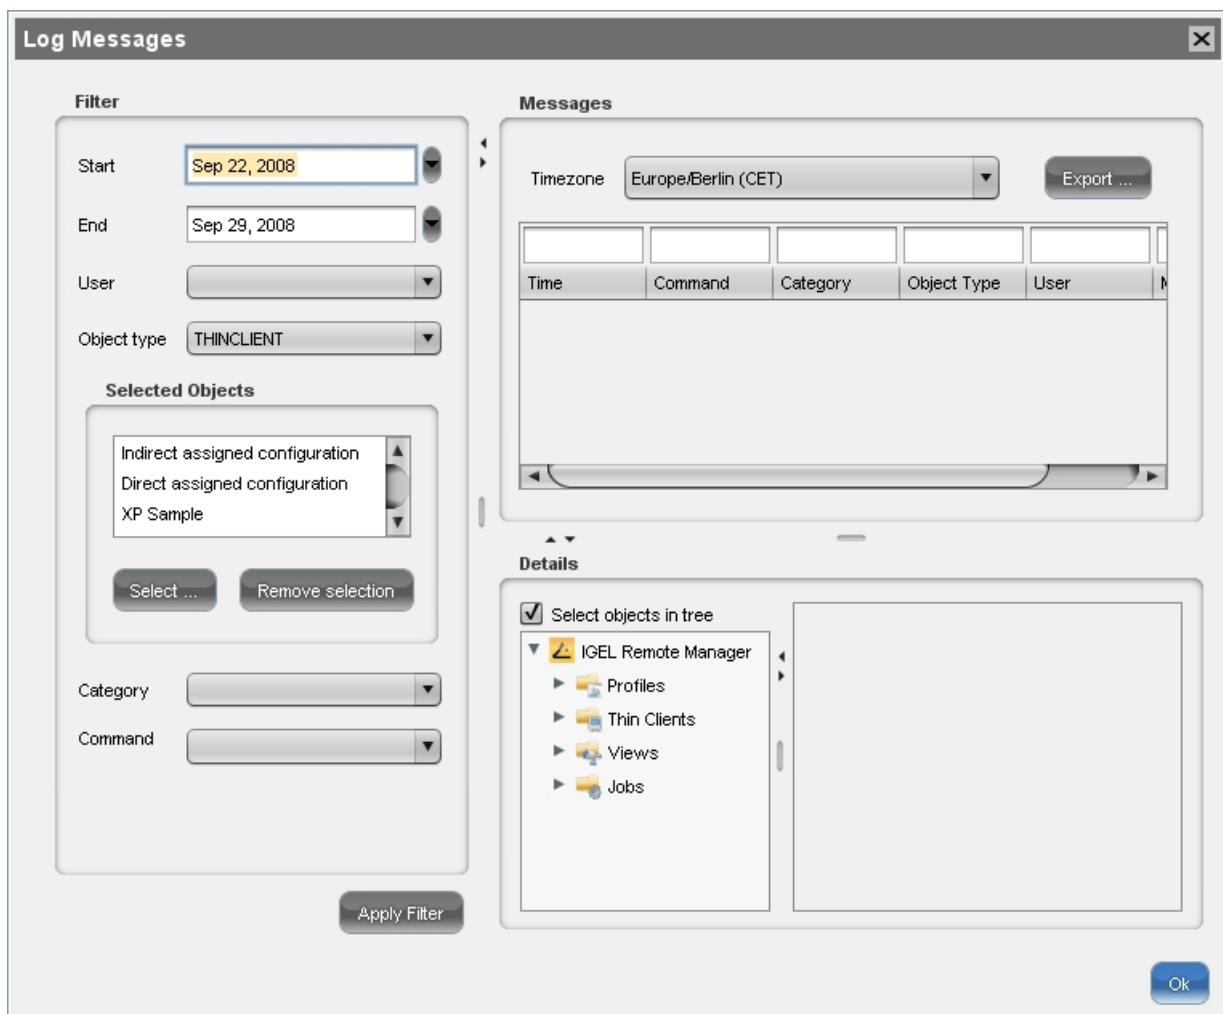 Log Messages
Filter
Start
Sep 22, 2008
End
Sep 29, 2008
User
Object type
THINCLIENT
Selected Objects
Indirect assigned configuration
Direct assigned configuration
XP Sample
Select ...
Remove selection
Category
Command
Apply Filter
Messages
Timezone
Europe/Berlin (CET)
Export ...
Time Command Category Object Type User
Details
Select objects in tree
IGEL Remote Manager
Profiles
Thin Clients
Views
Jobs
Ok